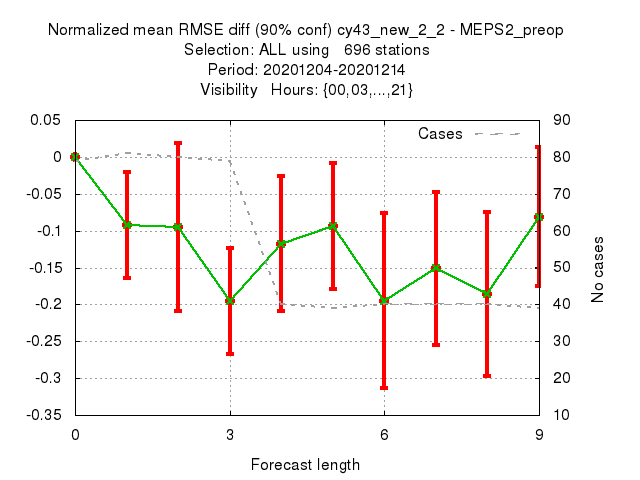 Normalized mean RMSE diff (90% conf) cy43_new_2_2 - MEPS2_preop
Selection: ALL using   696 stations
Period: 20201204-20201214
Visibility   Hours: {00,03,...,21}
Cases
0.05
0
-0.05
-0.1
-0.15
-0.2
-0.25
-0.3
-0.35
90
80
70
60
50
40
30
20
10
No cases
0 3 6 9
Forecast length